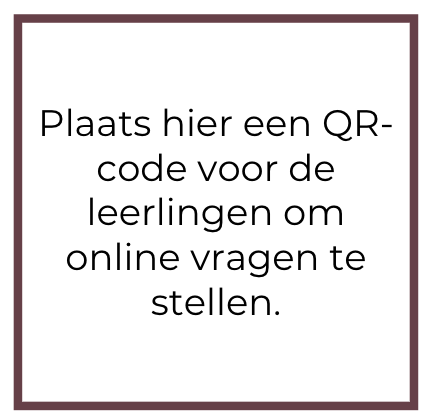 Plaats hier een QR-
code voor de
leerlingen om
online vragen te
stellen.